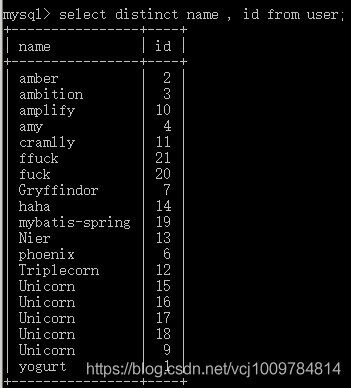 mysql> select distinct name , id from user;
+----------------+----+
| name | id |
+----------------+----+
| amber | 2 |
| ambition | 3 |
| amplify | 10 |
| amy | 4 |
| cramlly | 11 |
| ffuck | 21 |
| fuck | 20 |
| Gryffindor | 7 |
| haha | 14 |
| mybatis-spring | 19 |
| Nier | 13 |
| phoenix | 6 |
| Triplecorn | 12 |
| Unicorn | 15 |
| Unicorn | 16 |
| Unicorn | 17 |
| Unicorn | 18 |
| Unicorn | 9 |
| yogurt |
https://blog.csdn.net/vcj1009784814
+----------------+----+